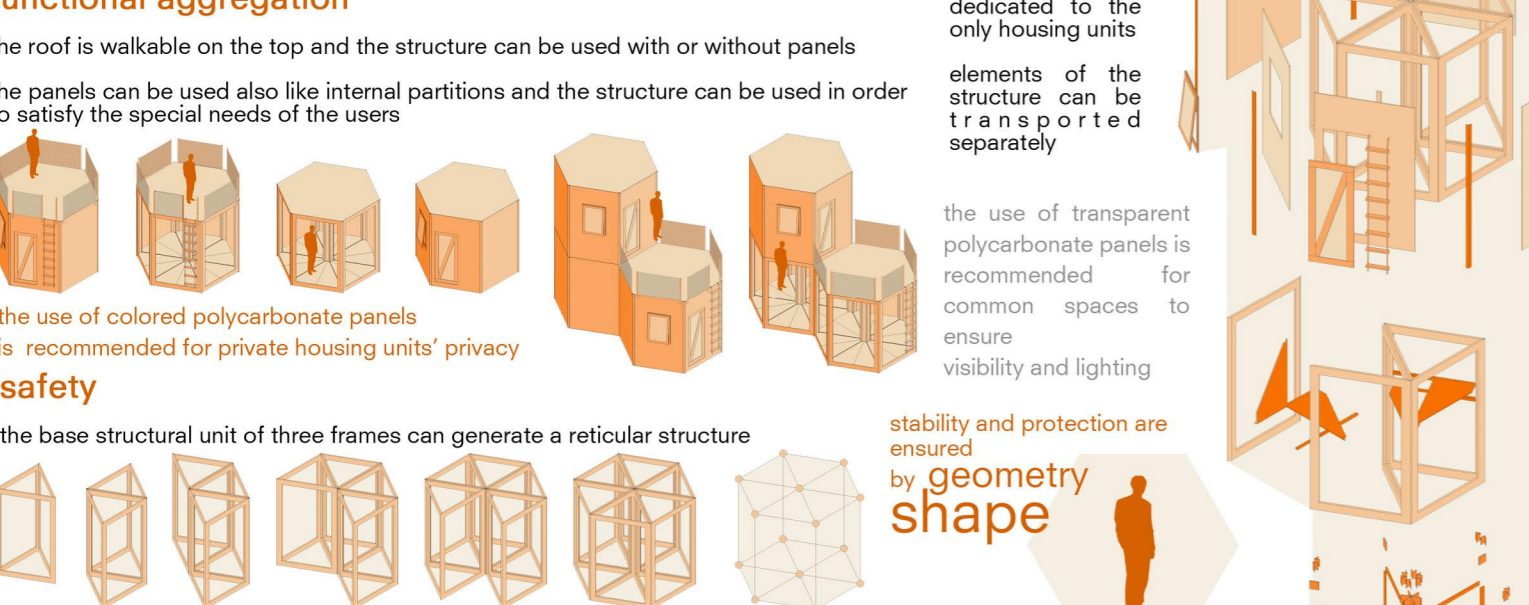 unctional aggregation
he roof is walkable on the top and the structure can be used with or without panels
he panels can be used also like internal partitions and the structure can be used in order
o satisfy the special needs of the users
the use of colored polycarbonate panels
is recommended for private housing units' privacy
safety
the base structural unit of three frames can generate a reticular structure
dedicated to the
only housing units
elements of the
structure can be
transported
separately
the use of transparent
polycarbonate panels is
recommended for
common spaces to
ensure
visibility and lighting
stability and protection are
ensured
by geometry
shape